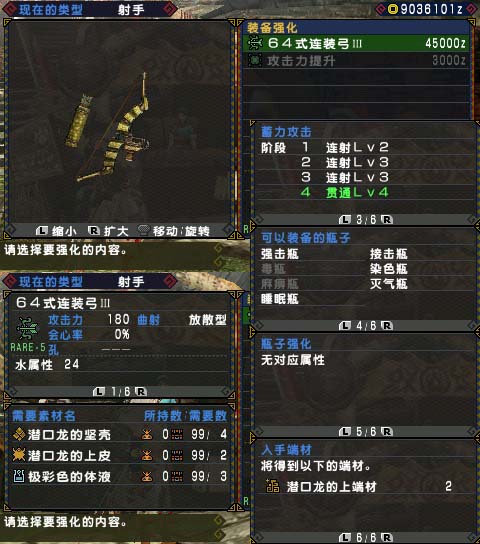 现在的类型 射手
L 缩小 R 扩大 移动/旋转
请选择要强化的内容。
现在的类型 射手
64式连装弓III
攻击力 180 曲射 放散型
会心率 0%
RARE-5 孔 ---
水属性 24
L 1/6 R
需要素材名 所持数/需要数
潜口龙的坚壳 0 99/ 4
潜口龙的上皮 0 99/ 2
极彩色的体液 0 99/ 3
请选择要强化的内容。
9036101z
装备强化
64式连装弓III 45000z
攻击力提升 3000z
蓄力攻击
阶段 1 连射Lv2
2 连射Lv3
3 连射Lv3
4 贯通Lv4
L 3/6 R
可以装备的瓶子
强击瓶 接击瓶
毒瓶 染色瓶
麻痹瓶 灭气瓶
睡眠瓶
L 4/6 R
瓶子强化
无对应属性
L 5/6 R
入手端材
将得到以下的端材。
潜口龙的上端材 2
L 6/6 R